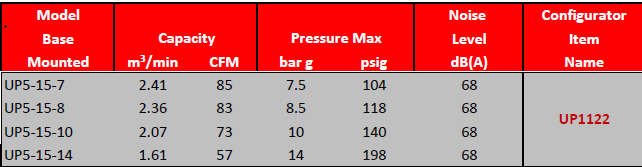 Model Noise Configurator
Base Capacity Pressure Max Level Item
Mounted m³/min CFM bar g psig dB(A) Name
UP5-15-7 2.41 85 7.5 104 68
UP5-15-8 2.36 83 8.5 118 68
UP1122
UP5-15-10 2.07 73 10 140 68
UP5-15-14 1.61 57 14 198 68